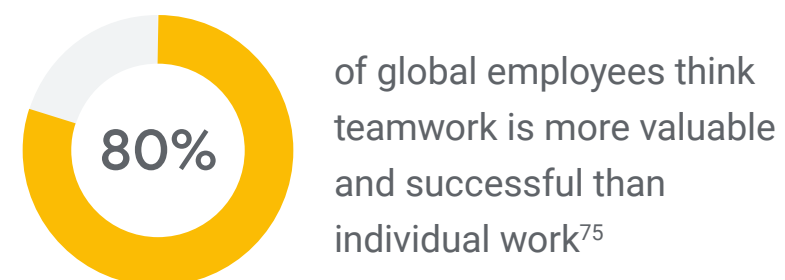 80%
of global employees think
teamwork is more valuable
and successful than
individual work⁷⁵